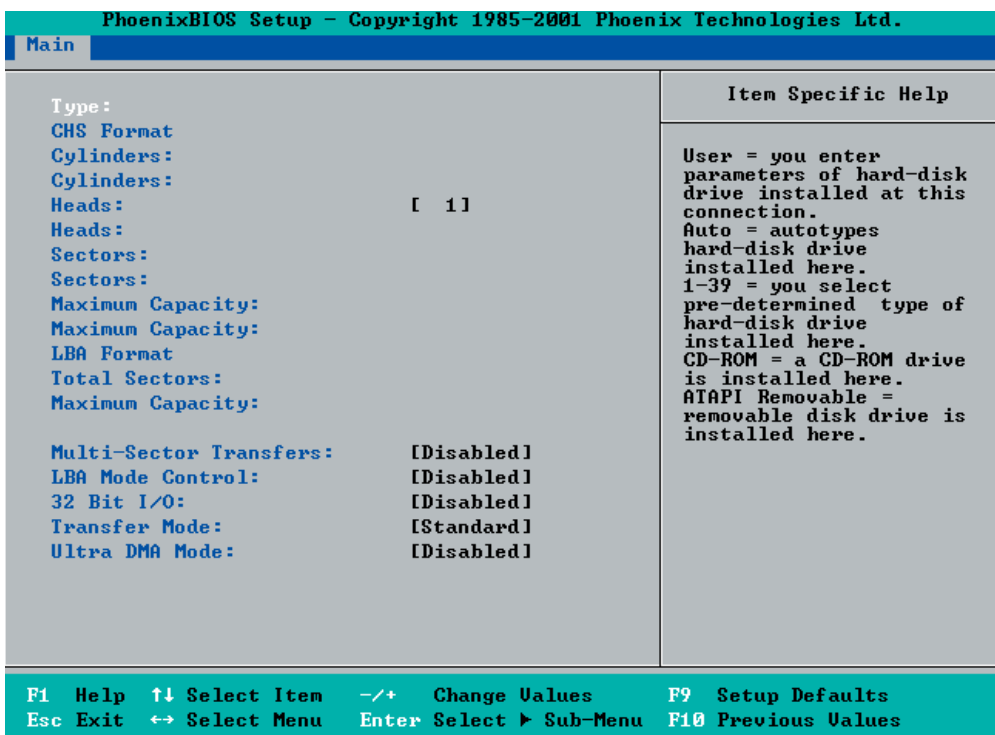 PhoenixBIOS Setup - Copyright 1985-2001 Phoenix Technologies Ltd.
Main
Type:
CHS Format
Cylinders:
Cylinders:
Heads: [ 1]
Heads:
Sectors:
Sectors:
Maximum Capacity:
Maximum Capacity:
LBA Format
Total Sectors:
Maximum Capacity:
Multi-Sector Transfers: [Disabled]
LBA Mode Control: [Disabled]
32 Bit I/O: [Disabled]
Transfer Mode: [Standard]
Ultra DMA Mode: [Disabled]
Item Specific Help
User = you enter
parameters of hard-disk
drive installed at this
connection.
Auto = autotypes
hard-disk drive
installed here.
1-39 = you select
pre-determined type of
hard-disk drive
installed here.
CD-ROM = a CD-ROM drive
is installed here.
ATAPI Removable =
removable disk drive is
installed here.
F1 Help ↑↓ Select Item -/+ Change Values F9 Setup Defaults
Esc Exit ↔ Select Menu Enter Select ▶ Sub-Menu F10 Previous Values